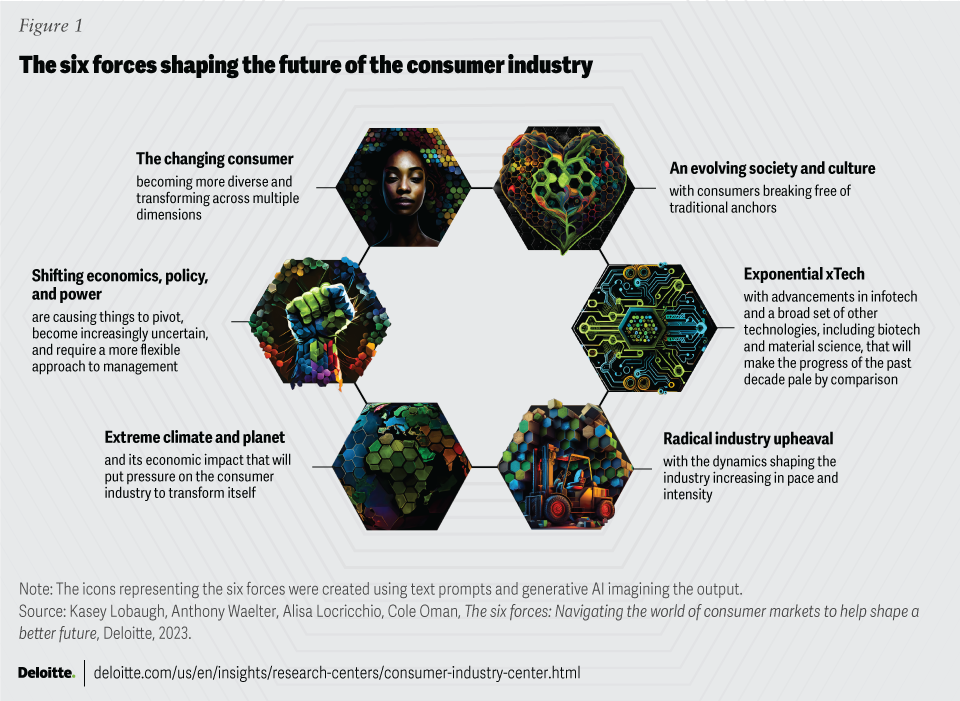 Figure 1
The six forces shaping the future of the consumer industry
The changing consumer
becoming more diverse and
transforming across multiple
dimensions
An evolving society and culture
with consumers breaking free of
traditional anchors
Shifting economics, policy,
and power
are causing things to pivot,
become increasingly uncertain,
and require a more flexible
approach to management
Exponential xTech
with advancements in infotech
and a broad set of other
technologies, including biotech
and material science, that will
make the progress of the past
decade pale by comparison
Extreme climate and planet
and its economic impact that will
put pressure on the consumer
industry to transform itself
Radical industry upheaval
with the dynamics shaping the
industry increasing in pace and
intensity
Note: The icons representing the six forces were created using text prompts and generative AI imagining the output.
Source: Kasey Lobaugh, Anthony Waelter, Alisa Locricchio, Cole Oman, The six forces: Navigating the world of consumer markets to help shape a
better future, Deloitte, 2023.
Deloitte. | deloitte.com/us/en/insights/research-centers/consumer-industry-center.html